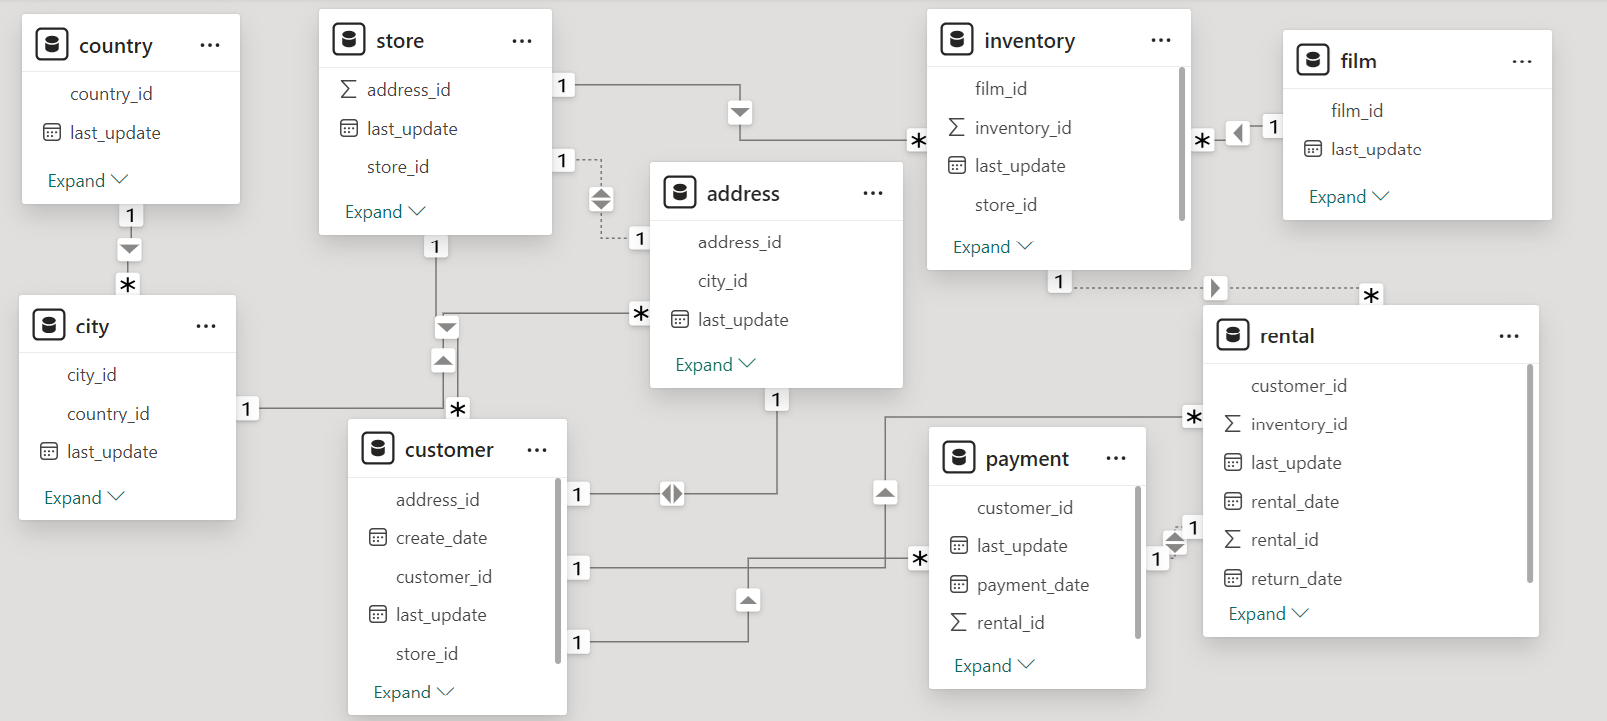 country
country_id
last_update
Expand
1
*
city
city_id
country_id
last_update
Expand
1
store
address_id
last_update
store_id
Expand
1
1
1
*
customer
address_id
create_date
customer_id
last_update
store_id
Expand
1
1
1
address
address_id
city_id
last_update
Expand
1
*
1
inventory
film_id
inventory_id
last_update
store_id
Expand
*
*
1
film
film_id
last_update
Expand
1
payment
customer_id
last_update
payment_date
rental_id
Expand
*
1
rental
customer_id
inventory_id
last_update
rental_date
rental_id
return_date
Expand
*
*
1